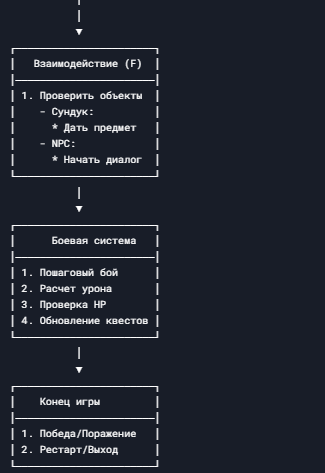 Взаимодействие (F)
1. Проверить объекты
- Сундук:
* Дать предмет
- NPC:
* Начать диалог
Боевая система
1. Пошаговый бой
2. Расчет урона
3. Проверка HP
4. Обновление квестов
Конец игры
1. Победа/Поражение
2. Рестарт/Выход